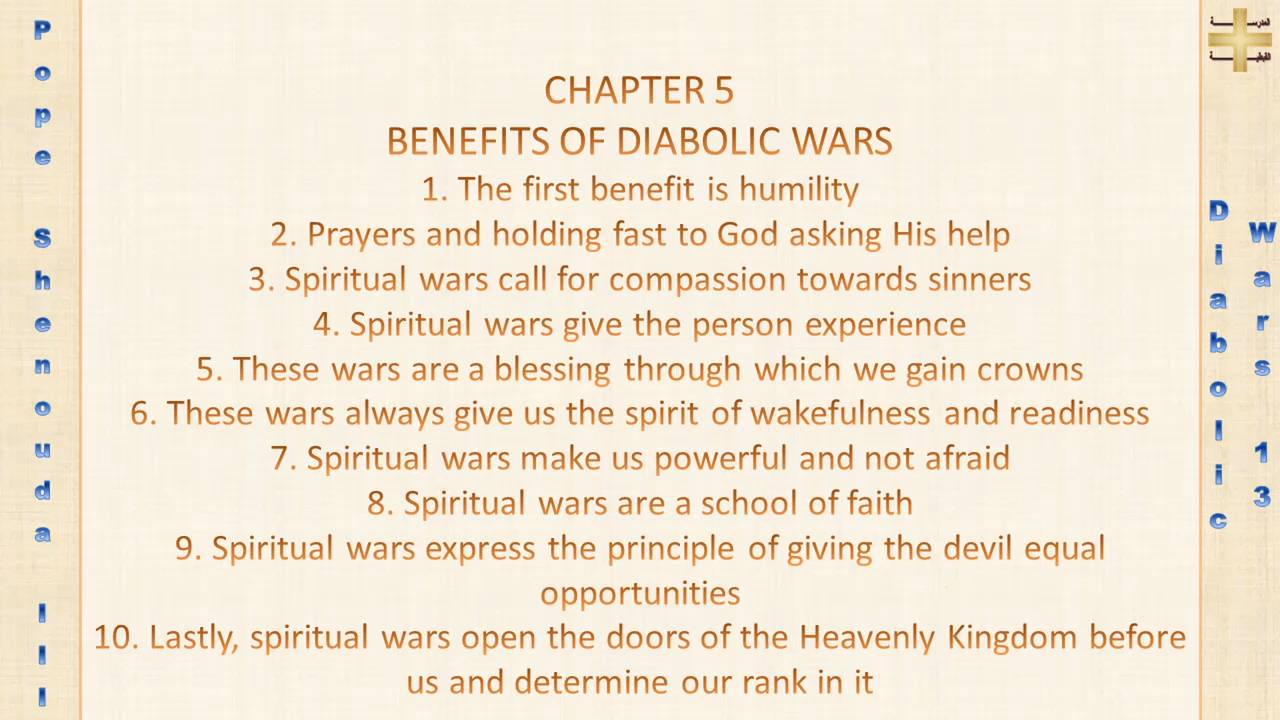 Pope Shenouda III
CHAPTER 5
BENEFITS OF DIABOLIC WARS
1. The first benefit is humility
2. Prayers and holding fast to God asking His help
3. Spiritual wars call for compassion towards sinners
4. Spiritual wars give the person experience
5. These wars are a blessing through which we gain crowns
6. These wars always give us the spirit of wakefulness and readiness
7. Spiritual wars make us powerful and not afraid
8. Spiritual wars are a school of faith
9. Spiritual wars express the principle of giving the devil equal
opportunities
10. Lastly, spiritual wars open the doors of the Heavenly Kingdom before
us and determine our rank in it
المدرســـة
القبطيـــة
Diabolic
Wars 13